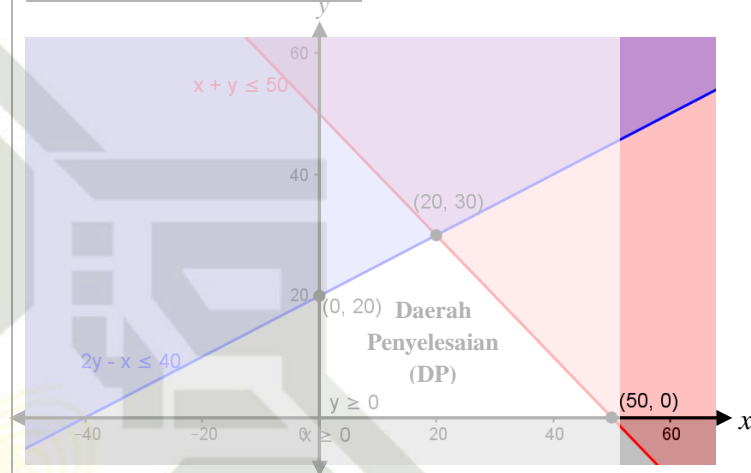 y
60
x + y ≤ 50
40
(20, 30)
20
(0, 20)
Daerah
Penyelesaian
(DP)
2y - x ≤ 40
y ≥ 0
(50, 0)
x
−40
−20
0
x ≥ 0
20
40
60